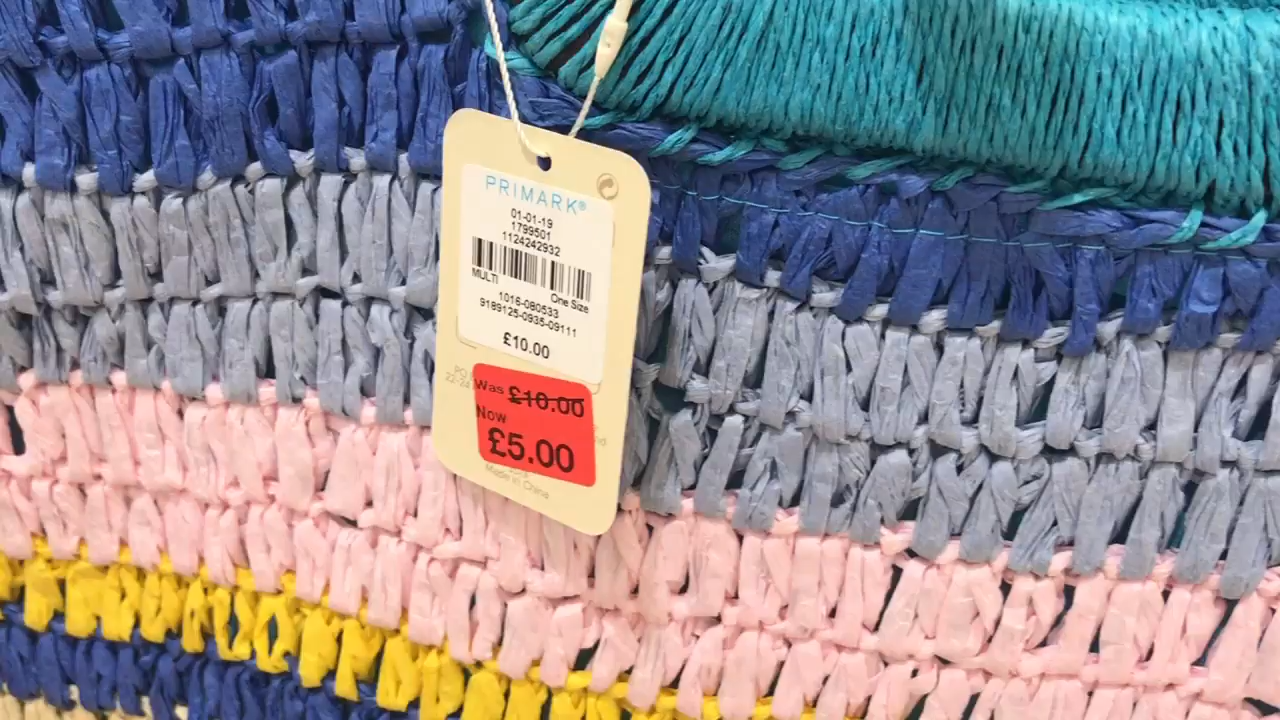 PRIMARK®
01-01-19
1799501
1124242932
MULTI
One Size
1016-080533
9189125-0935-09111
£10.00
Was £10.00
Now
£5.00
Made in China